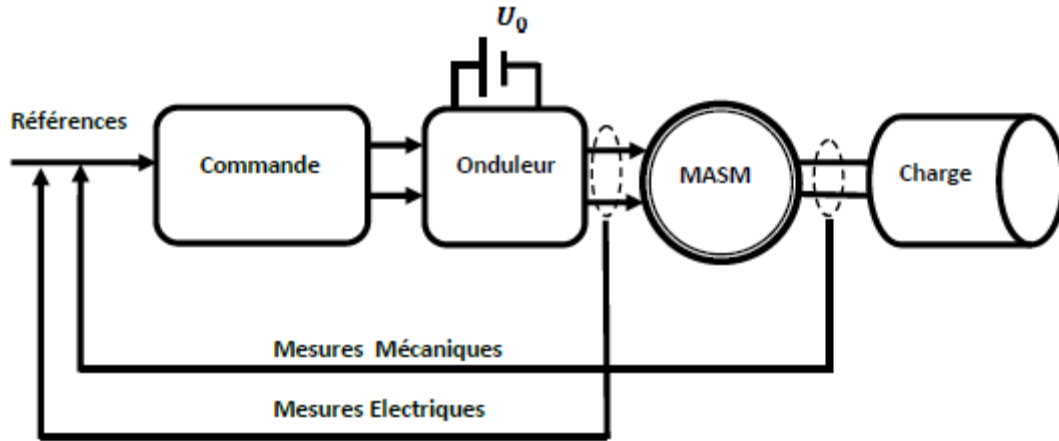 U₀
Références
Commande
Onduleur
MASM
Charge
Mesures Mécaniques
Mesures Electriques